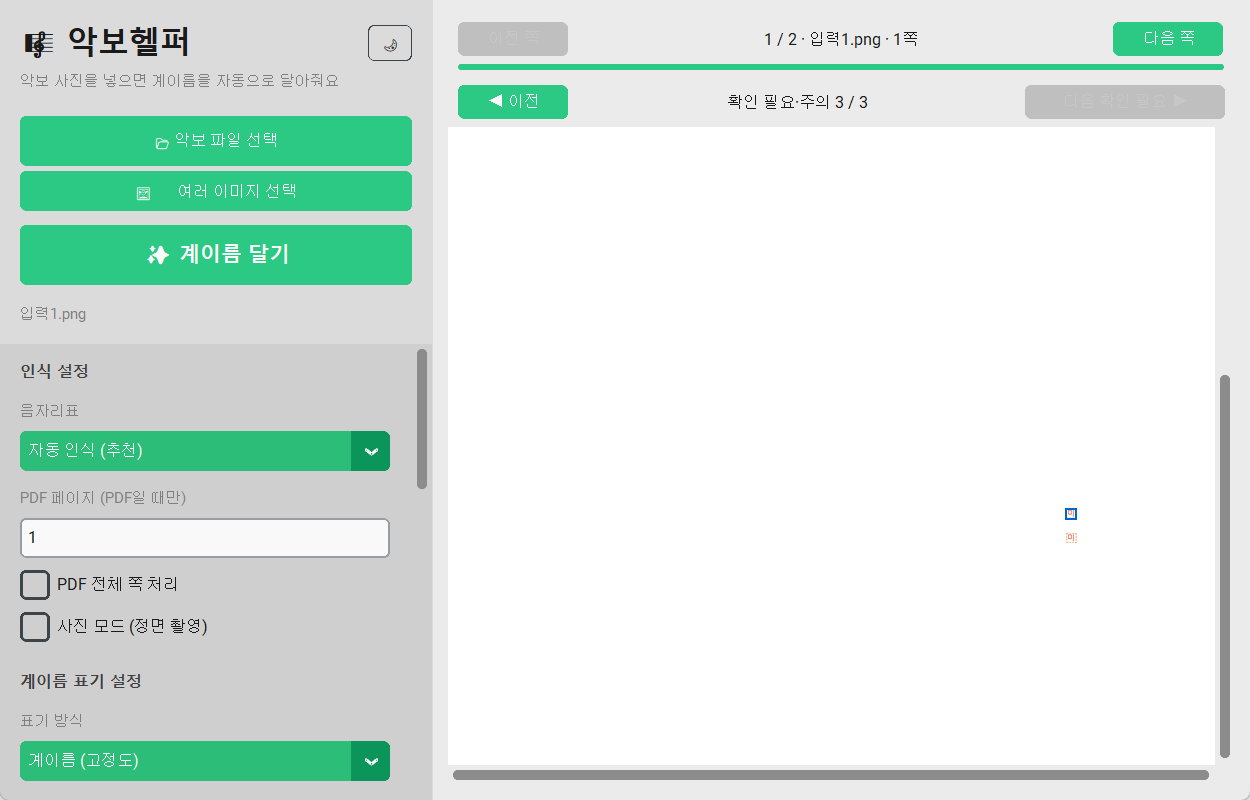 악보헬퍼
악보 사진을 넣으면 계이름을 자동으로 달아줘요
악보 파일 선택
여러 이미지 선택
계이름 달기
입력1.png
인식 설정
음자리표
자동 인식 (추천)
PDF 페이지 (PDF일 때만)
1
PDF 전체 쪽 처리
사진 모드 (정면 촬영)
계이름 표기 설정
표기 방식
계이름 (고정도)
이전 쪽
1 / 2 · 입력1.png · 1쪽
다음 쪽
◀ 이전
확인 필요·주의 3 / 3
다음 확인 필요 ▶